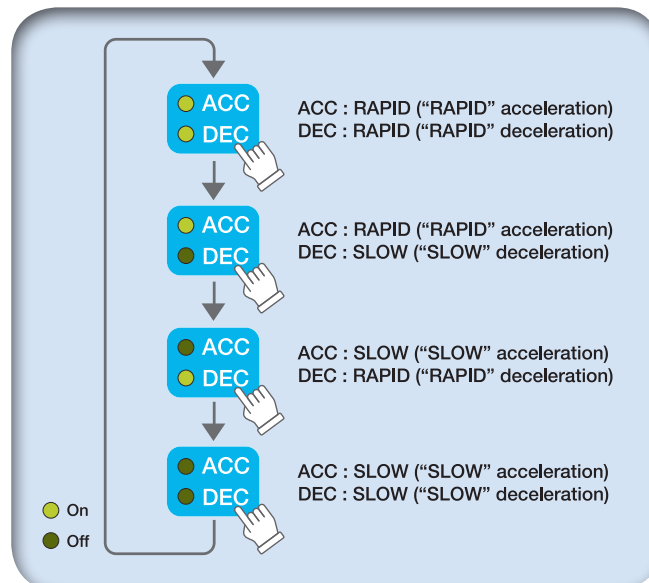 ACC
DEC
ACC : RAPID (“RAPID” acceleration)
DEC : RAPID (“RAPID” deceleration)
ACC
DEC
ACC : RAPID (“RAPID” acceleration)
DEC : SLOW (“SLOW” deceleration)
ACC
DEC
ACC : SLOW (“SLOW” acceleration)
DEC : RAPID (“RAPID” deceleration)
ACC
DEC
ACC : SLOW (“SLOW” acceleration)
DEC : SLOW (“SLOW” deceleration)
On
Off